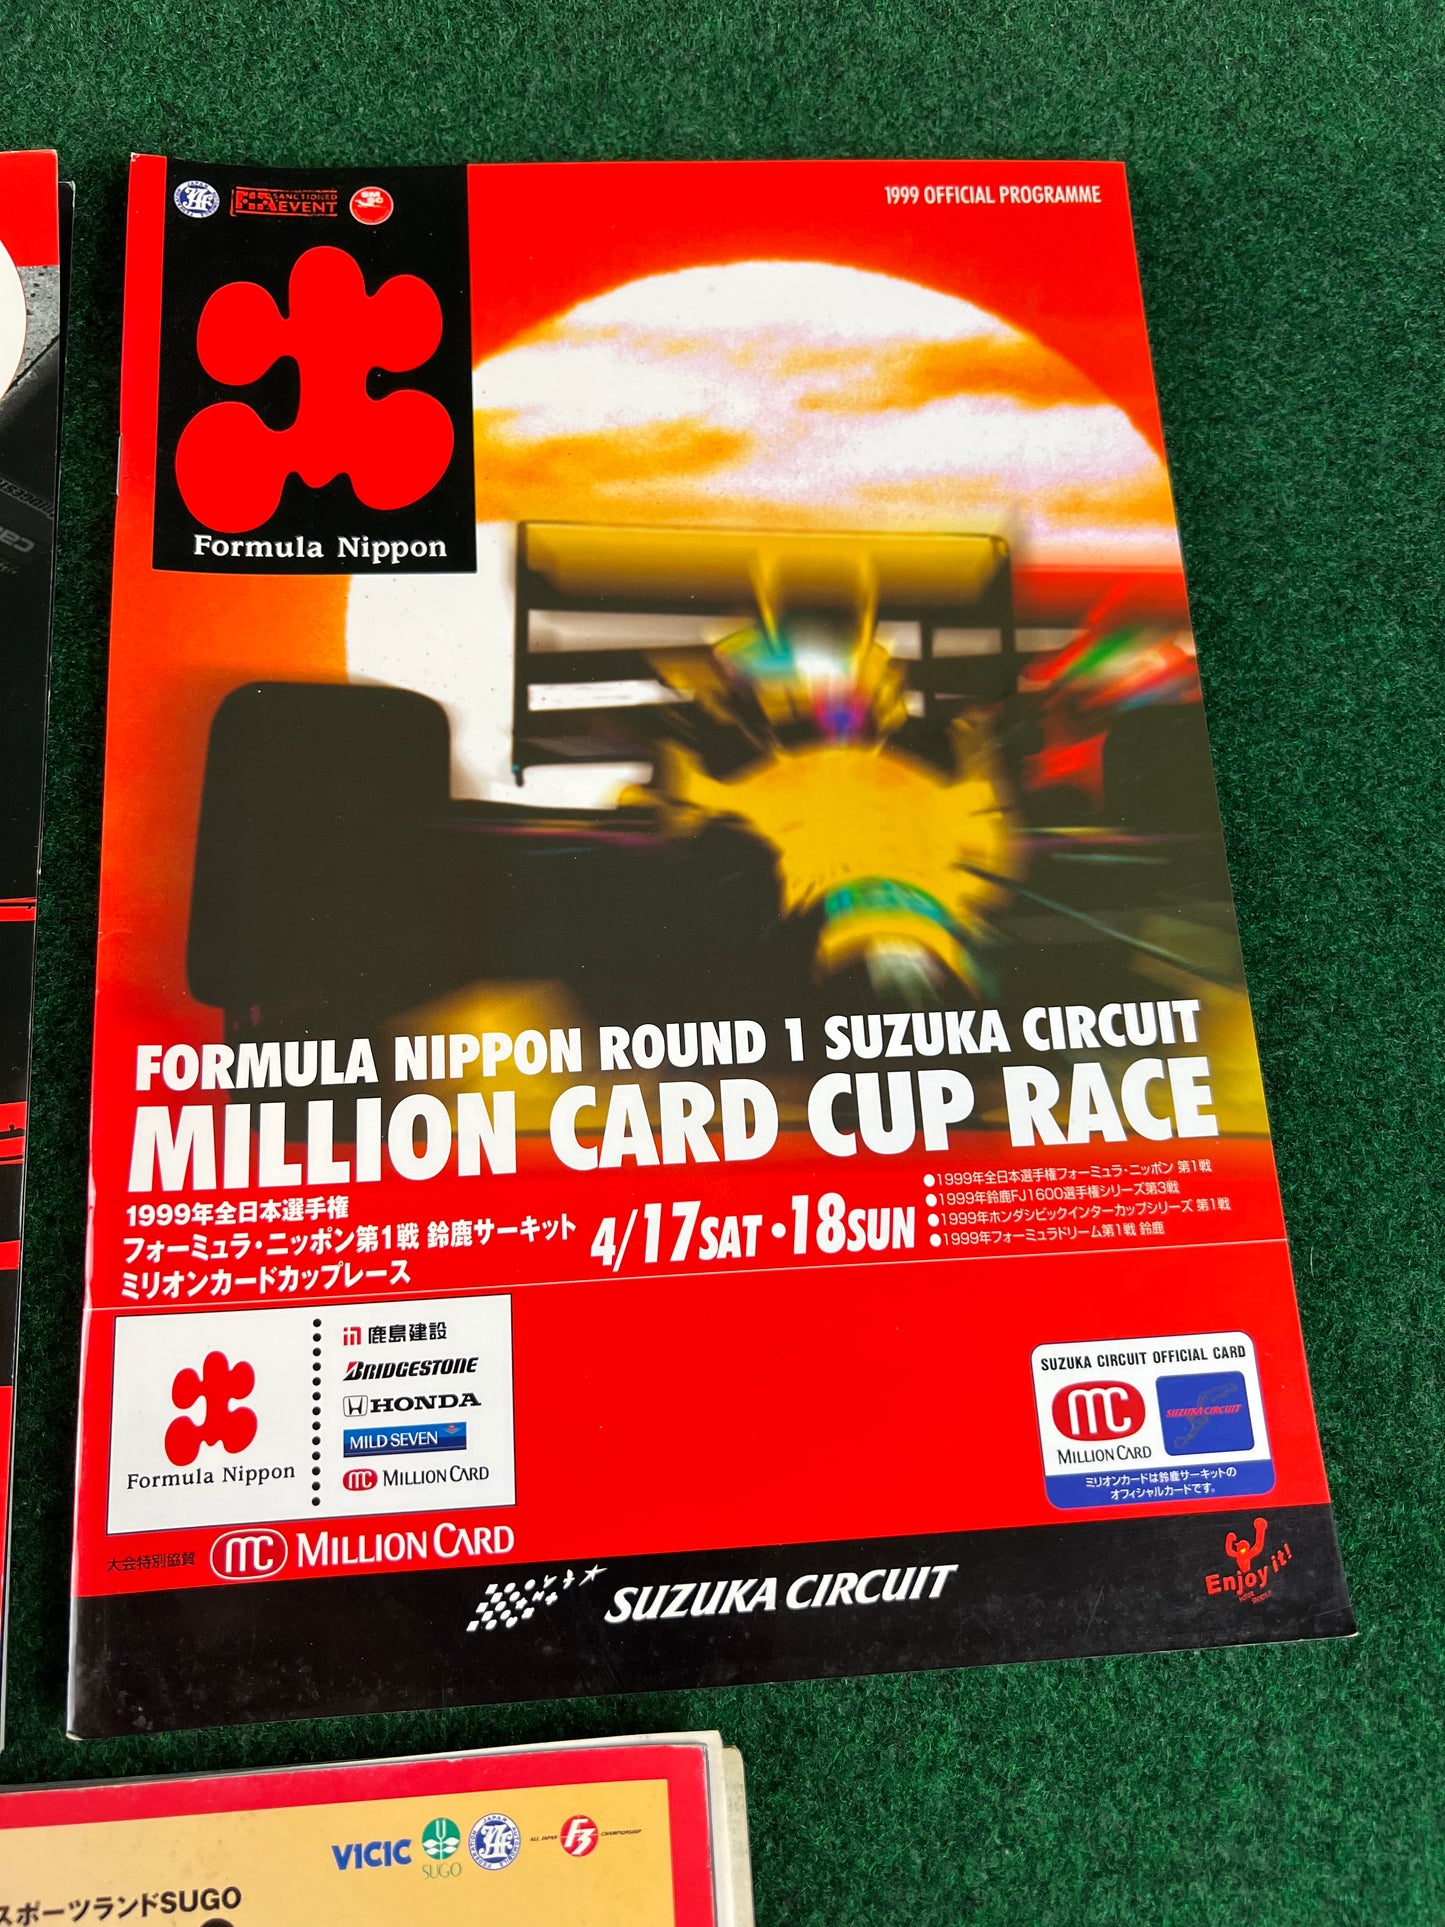 1999 OFFICIAL PROGRAMME
SANCTIONED
EVENT
Formula Nippon
FORMULA NIPPON ROUND 1 SUZUKA CIRCUIT
MILLION CARD CUP RACE
1999年全日本選手権
フォーミュラ・ニッポン第1戦 鈴鹿サーキット
ミリオンカードカップレース
4/17SAT・18SUN
●1999年全日本選手権フォーミュラ・ニッポン 第1戦
●1999年鈴鹿FJ1600選手権シリーズ第3戦
●1999年ホンダシビックインターカップシリーズ 第1戦
●1999年フォーミュラドリーム第1戦 鈴鹿
Formula Nippon
鹿島建設
BRIDGESTONE
HONDA
MILD SEVEN
MC MILLION CARD
SUZUKA CIRCUIT OFFICIAL CARD
MC
MILLION CARD
SUZUKA CIRCUIT
ミリオンカードは鈴鹿サーキットの
オフィシャルカードです。
大会特別協賛 MC MILLION CARD
SUZUKA CIRCUIT
Enjoy it!
VICIC
SUGO
ALL JAPAN F3 CHAMPIONSHIP
スポーツランドSUGO